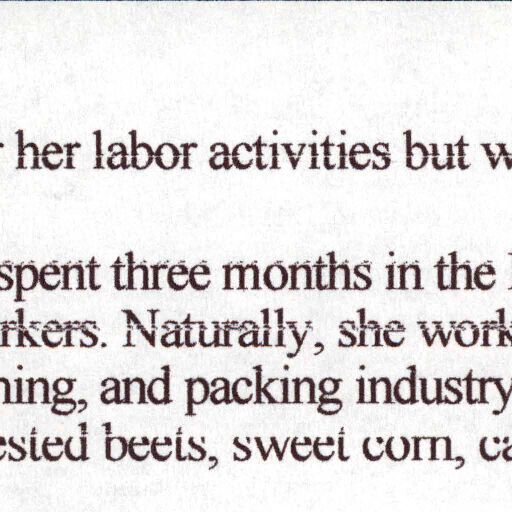 her labor activities but w
spent three months in the
rkers. Naturally, she work
ning, and packing industry
ested beets, sweet corn, ca